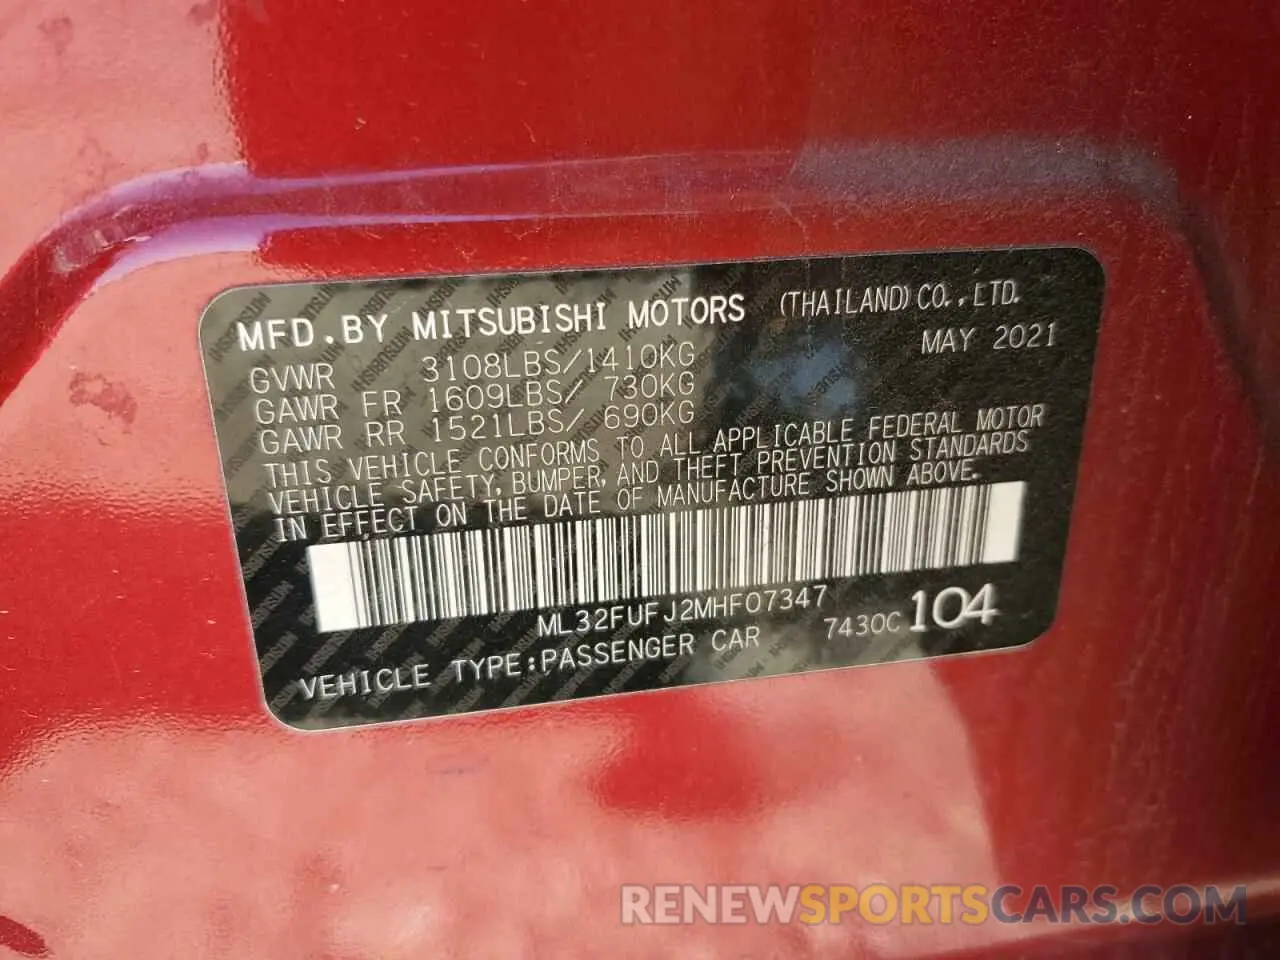 MFD.BY MITSUBISHI MOTORS (THAILAND) CO.,LTD.
MAY 2021
GVWR 3108LBS/1410KG
GAWR FR 1609LBS/ 730KG
GAWR RR 1521LBS/ 690KG
THIS VEHICLE CONFORMS TO ALL APPLICABLE FEDERAL MOTOR
VEHICLE SAFETY, BUMPER, AND THEFT PREVENTION STANDARDS
IN EFFECT ON THE DATE OF MANUFACTURE SHOWN ABOVE.
ML32FUFJ2MHF07347
7430C 104
VEHICLE TYPE:PASSENGER CAR
RENEWSPORTSCARS.COM